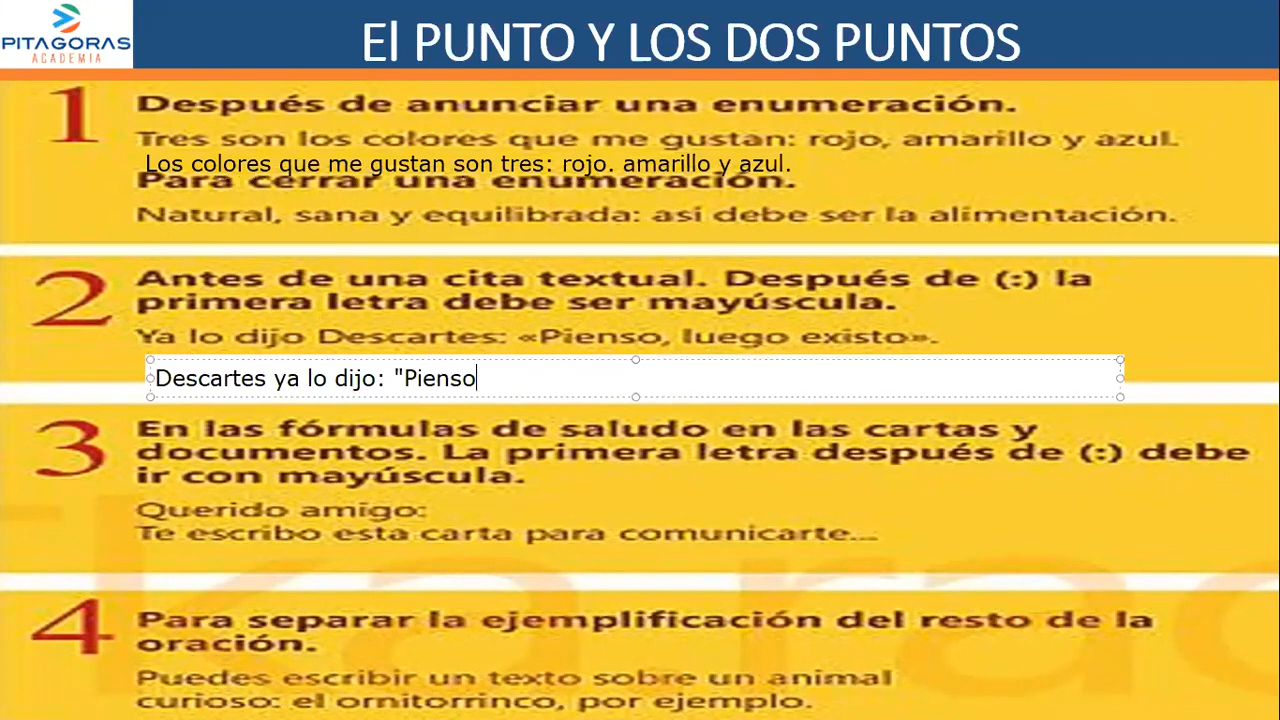 PITAGORAS
ACADEMIA
El PUNTO Y LOS DOS PUNTOS
1
Después de anunciar una enumeración.
Tres son los colores que me gustan: rojo, amarillo y azul.
Los colores que me gustan son tres: rojo. amarillo y azul.
Para cerrar una enumeración.
Natural, sana y equilibrada: así debe ser la alimentación.
2
Antes de una cita textual. Después de (:) la
primera letra debe ser mayúscula.
Ya lo dijo Descartes: «Pienso, luego existo».
Descartes ya lo dijo: "Pienso
3
En las fórmulas de saludo en las cartas y
documentos. La primera letra después de (:) debe
ir con mayúscula.
Querido amigo:
Te escribo esta carta para comunicarte...
4
Para separar la ejemplificación del resto de la
oración.
Puedes escribir un texto sobre un animal
curioso: el ornitorrinco, por ejemplo.